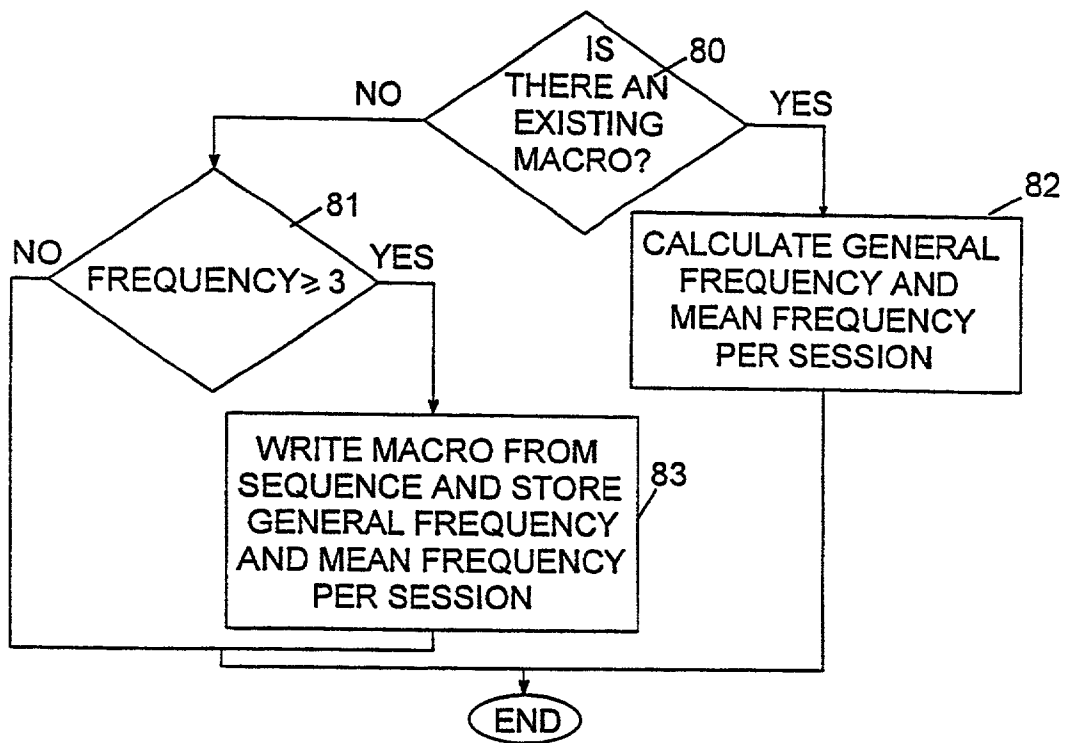 IS
THERE AN
EXISTING
MACRO?
80
NO
YES
81
FREQUENCY ⩾ 3
NO
YES
82
CALCULATE GENERAL
FREQUENCY AND
MEAN FREQUENCY
PER SESSION
WRITE MACRO FROM
SEQUENCE AND STORE
GENERAL FREQUENCY
AND MEAN FREQUENCY
PER SESSION
83
END